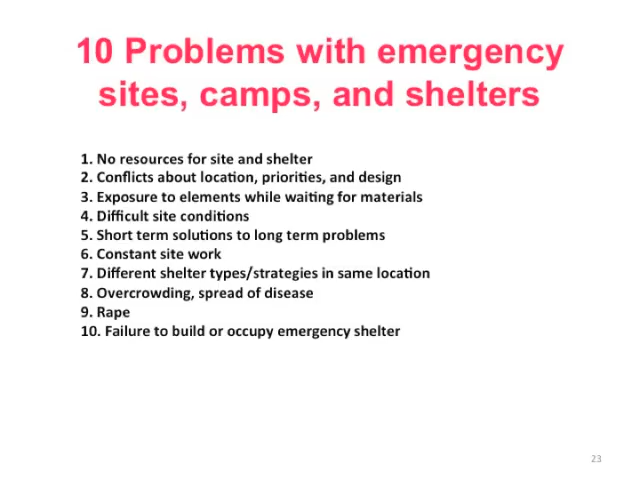 10 Problems with emergency
sites, camps, and shelters
1. No resources for site and shelter
2. Conflicts about location, priorities, and design
3. Exposure to elements while waiting for materials
4. Difficult site conditions
5. Short term solutions to long term problems
6. Constant site work
7. Different shelter types/strategies in same location
8. Overcrowding, spread of disease
9. Rape
10. Failure to build or occupy emergency shelter
23